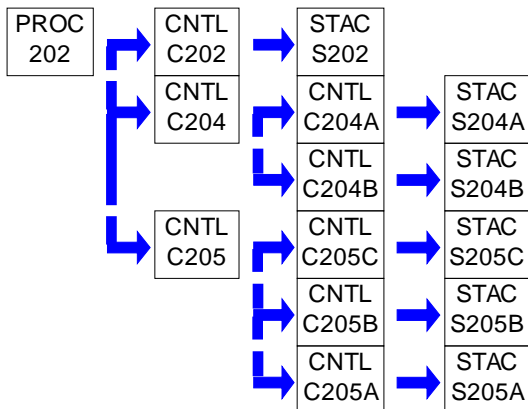 PROC
202
CNTL
C202
STAC
S202
CNTL
C204
CNTL
C204A
STAC
S204A
CNTL
C204B
STAC
S204B
CNTL
C205
CNTL
C205C
STAC
S205C
CNTL
C205B
STAC
S205B
CNTL
C205A
STAC
S205A